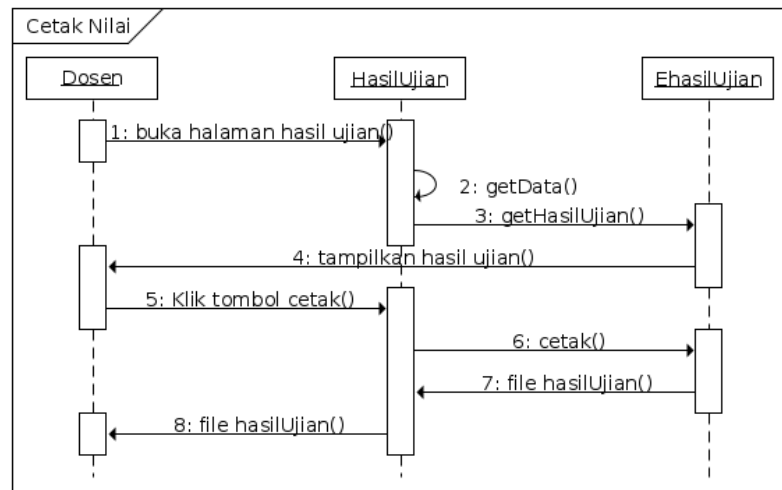 Cetak Nilai
Dosen
HasilUjian
EhasilUjian
1: buka halaman hasil ujian()
2: getData()
3: getHasilUjian()
4: tampilkan hasil ujian()
5: Klik tombol cetak()
6: cetak()
7: file hasilUjian()
8: file hasilUjian()